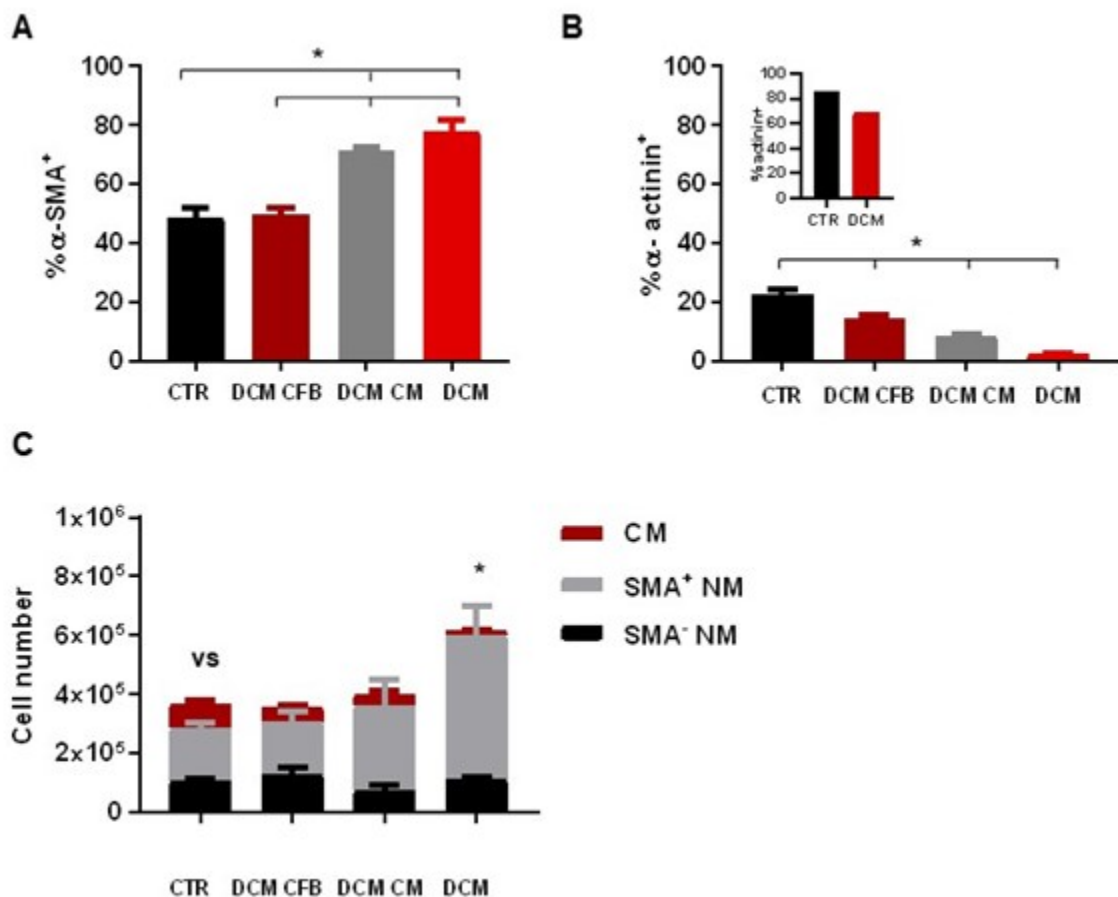 A
*
100
80
60
40
20
0
%α-SMA⁺
CTR DCM CFB DCM CM DCM
B
100
80
60
40
20
0
%α- actinin⁺
100
80
60
40
20
0
%actinin+
CTR DCM
*
CTR DCM CFB DCM CM DCM
C
1x10⁶
8x10⁵
6x10⁵
4x10⁵
2x10⁵
0
Cell number
vs
*
CTR DCM CFB DCM CM DCM
CM
SMA⁺ NM
SMA⁻ NM